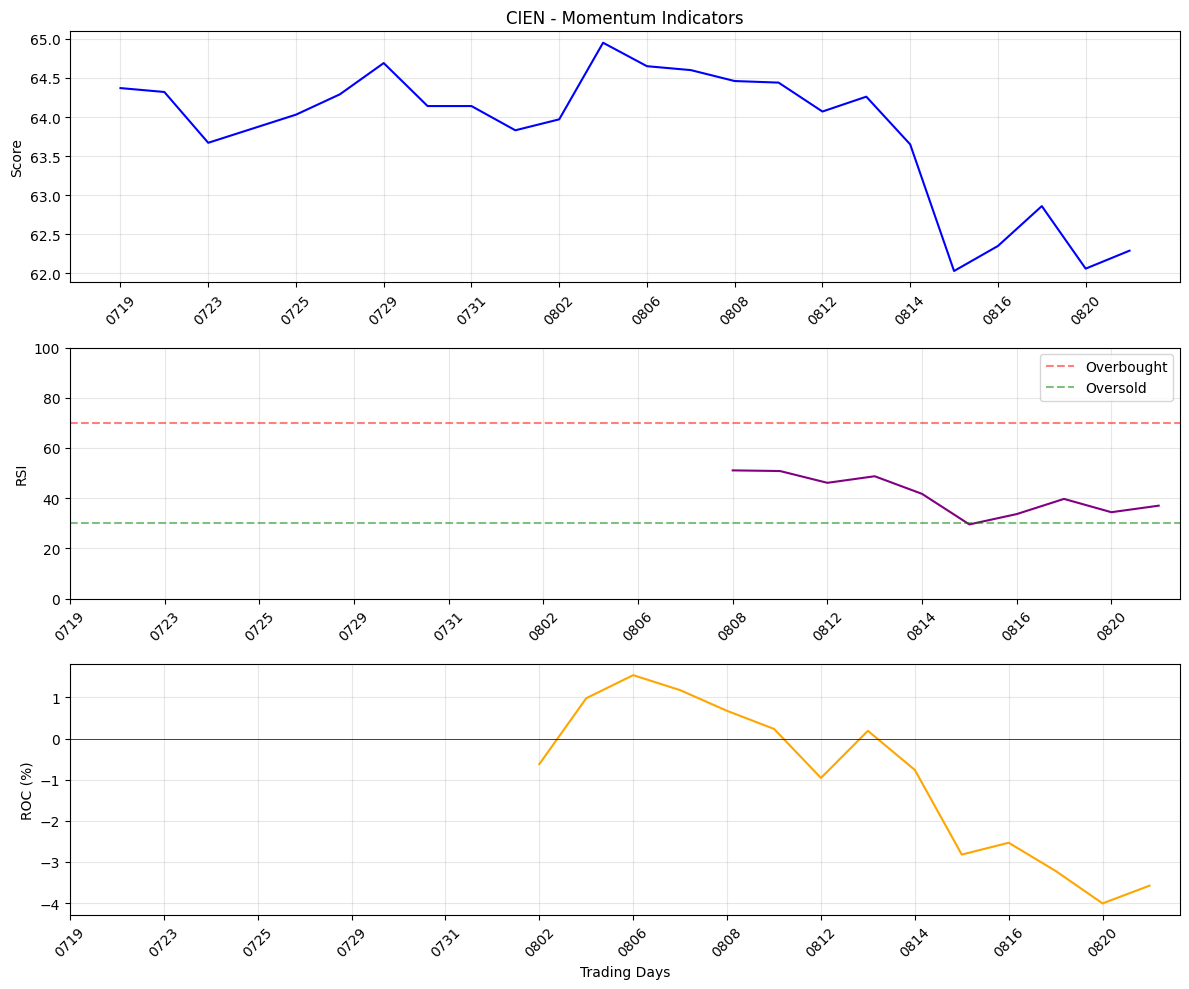 CIEN - Momentum Indicators
Score
65.0
64.5
64.0
63.5
63.0
62.5
62.0
0719 0723 0725 0729 0731 0802 0806 0808 0812 0814 0816 0820
RSI
100
80
60
40
20
0
Overbought
Oversold
0719 0723 0725 0729 0731 0802 0806 0808 0812 0814 0816 0820
ROC (%)
1
0
−1
−2
−3
−4
0719 0723 0725 0729 0731 0802 0806 0808 0812 0814 0816 0820
Trading Days